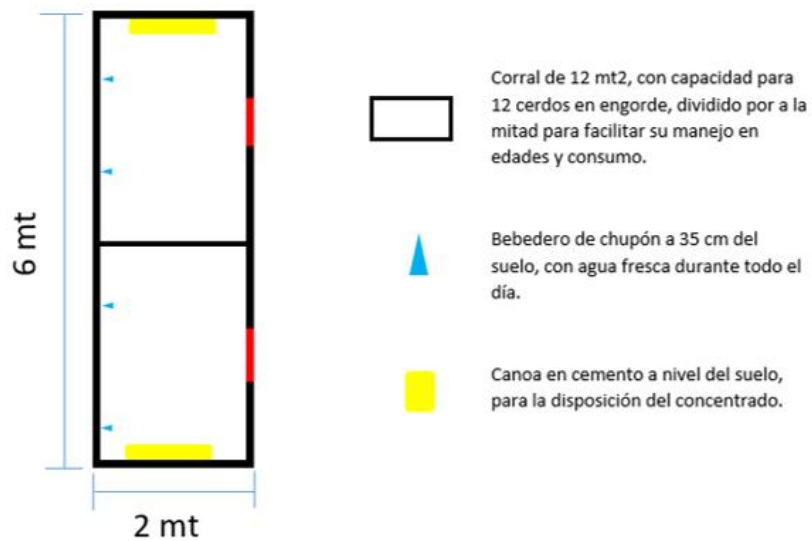 Corral de 12 mt2, con capacidad para
12 cerdos en engorde, dividido por a la
mitad para facilitar su manejo en
edades y consumo.
6 mt
Bebedero de chupón a 35 cm del
suelo, con agua fresca durante todo el
día.
Canoa en cemento a nivel del suelo,
para la disposición del concentrado.
2 mt